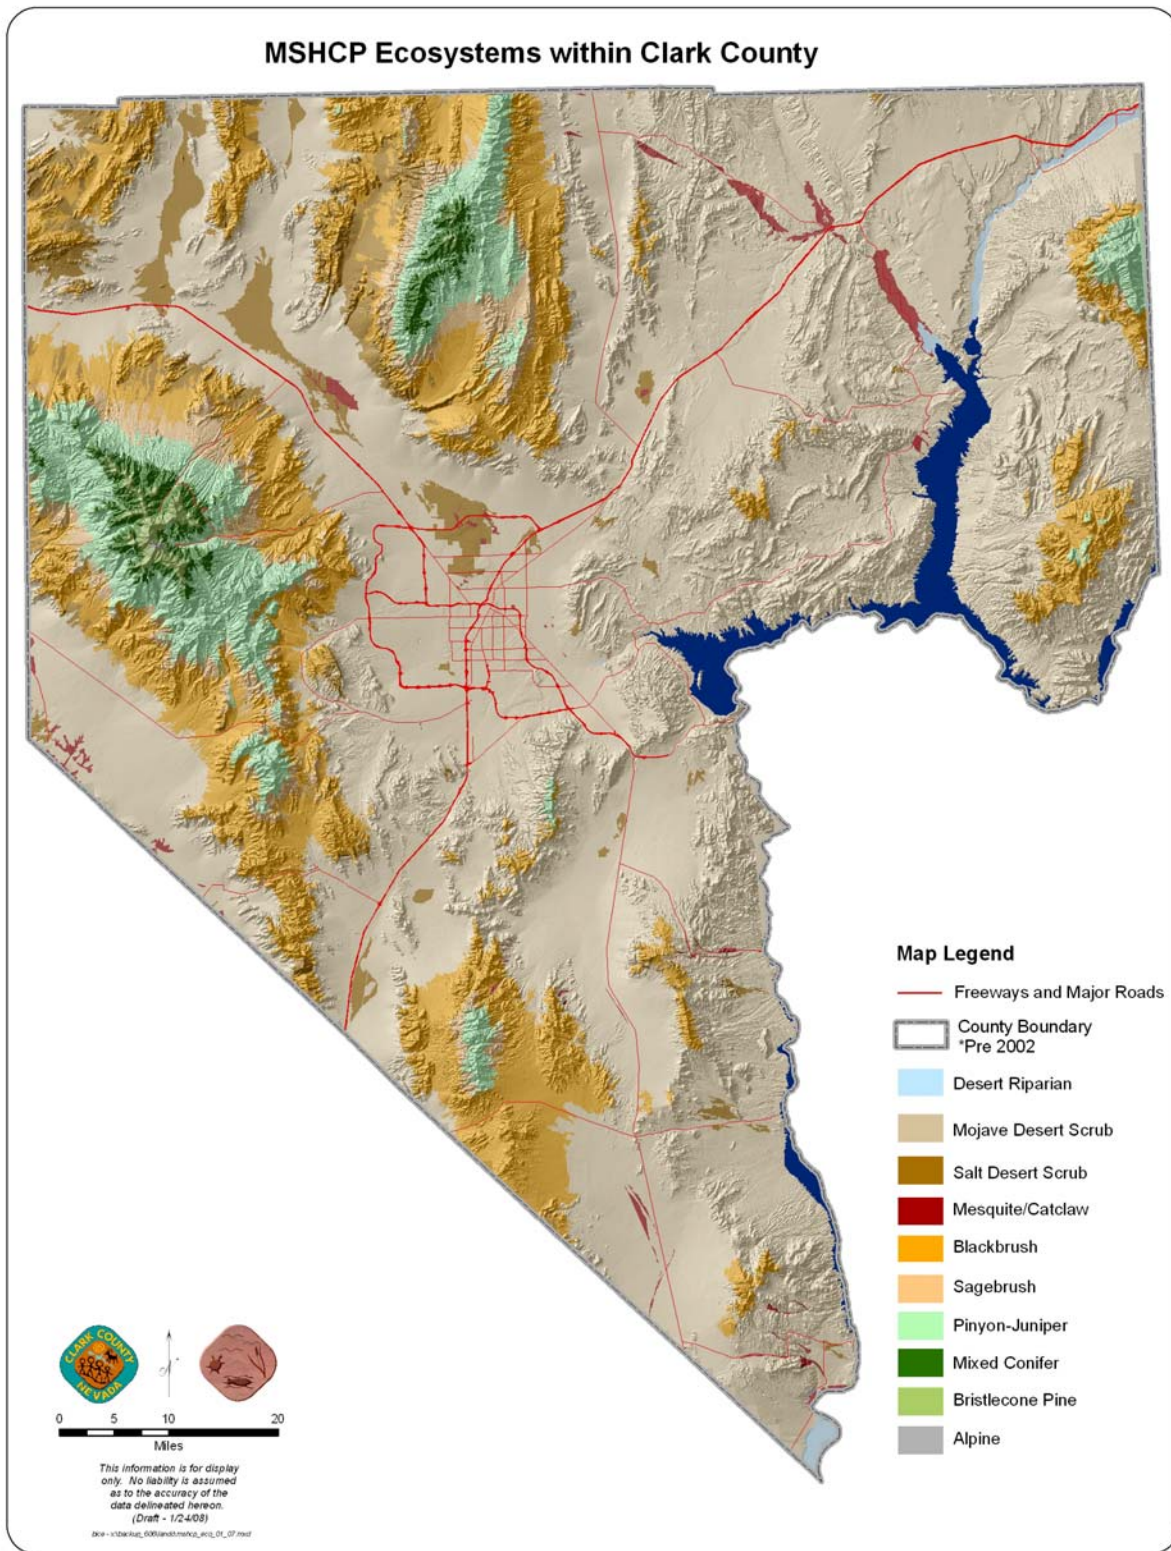 MSHCP Ecosystems within Clark County
Map Legend
Freeways and Major Roads
County Boundary
*Pre 2002
Desert Riparian
Mojave Desert Scrub
Salt Desert Scrub
Mesquite/Catclaw
Blackbrush
Sagebrush
Pinyon-Juniper
Mixed Conifer
Bristlecone Pine
Alpine
CLARK COUNTY
NEVADA
0 5 10 20
Miles
This information is for display
only. No liability is assumed
as to the accuracy of the
data delineated hereon.
(Draft - 1/24/08)